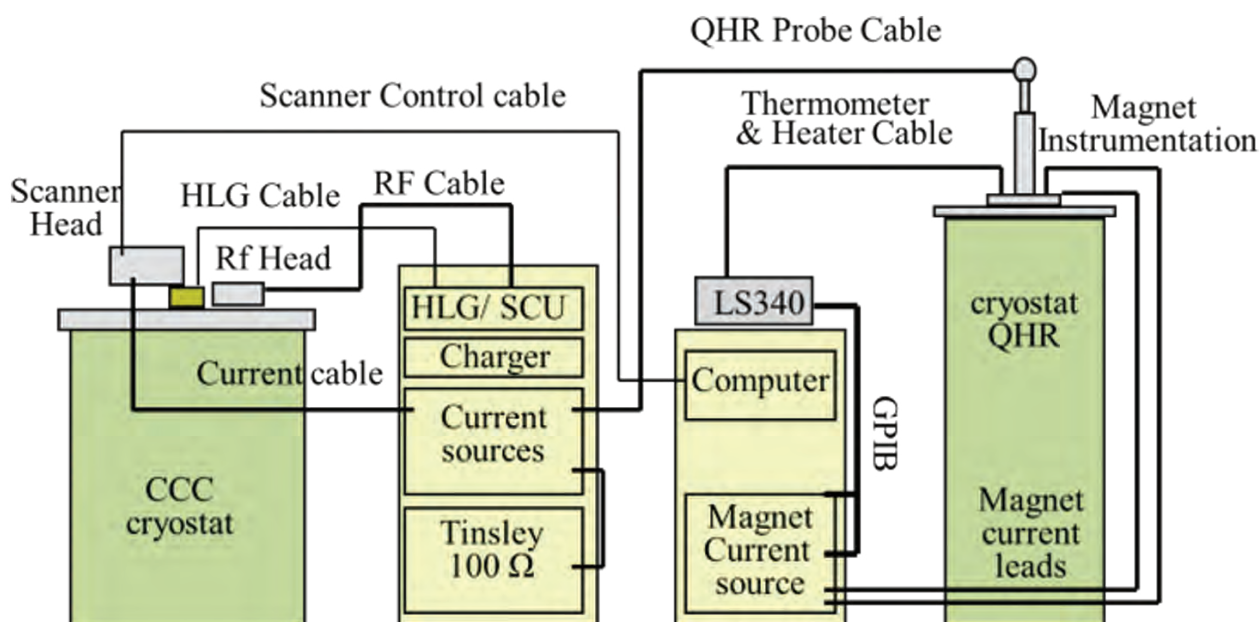 QHR Probe Cable
Scanner Control cable
Thermometer
& Heater Cable
Magnet
Instrumentation
Scanner
Head
HLG Cable
RF Cable
Rf Head
HLG/ SCU
LS340
cryostat
QHR
Charger
Current cable
Computer
Current
sources
GPIB
CCC
cryostat
Tinsley
100 Ω
Magnet
Current
source
Magnet
current
leads